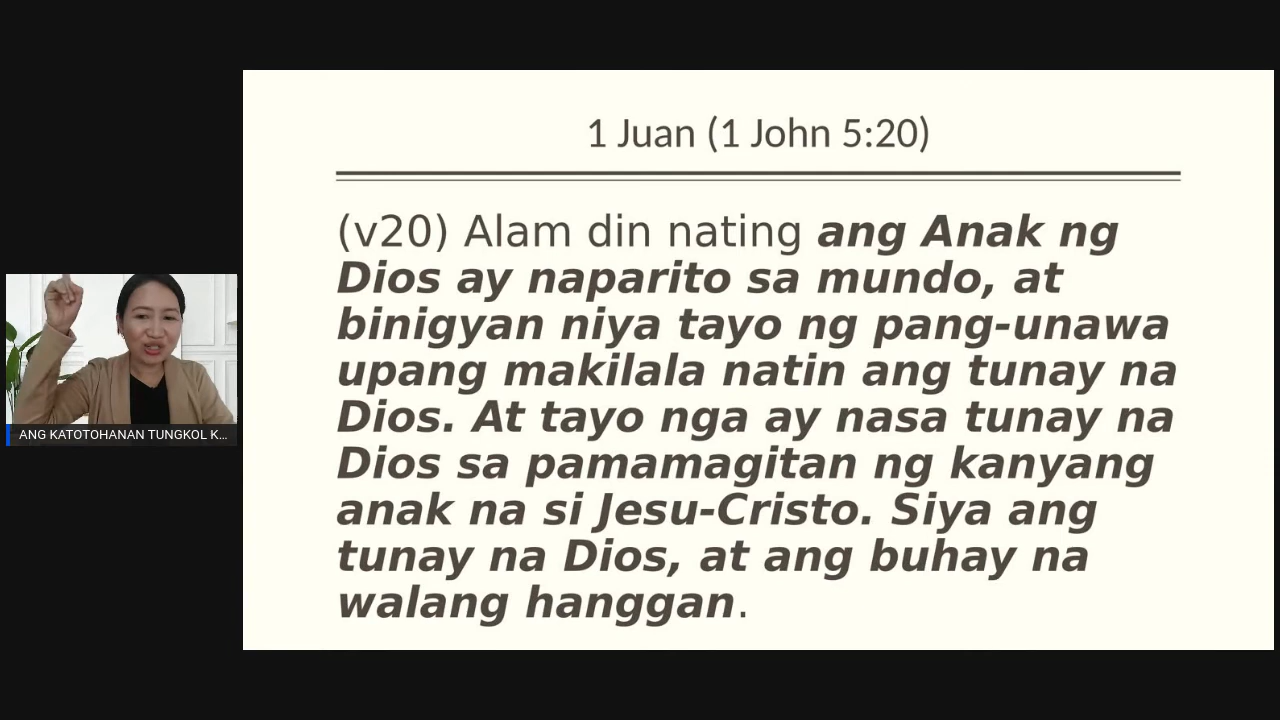 1 Juan (1 John 5:20)
(v20) Alam din nating ang Anak ng
Dios ay naparito sa mundo, at
binigyan niya tayo ng pang-unawa
upang makilala natin ang tunay na
Dios. At tayo nga ay nasa tunay na
Dios sa pamamagitan ng kanyang
anak na si Jesu-Cristo. Siya ang
tunay na Dios, at ang buhay na
walang hanggan.
ANG KATOTOHANAN TUNGKOL K...